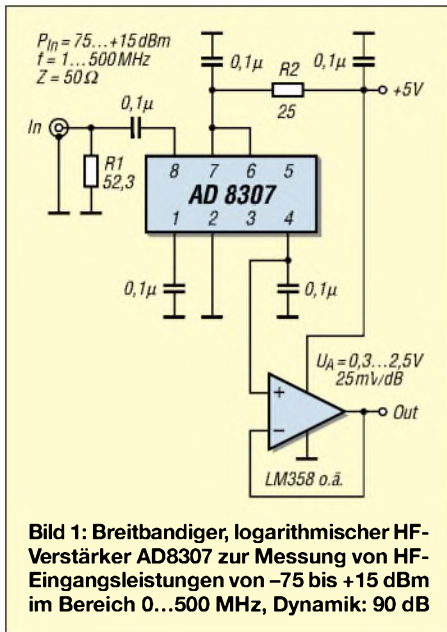 P_In = 75...+15 dBm
f = 1...500 MHz
Z = 50 Ω
0,1µ
R2
0,1µ
25
+5V
0,1µ
In
R1
52,3
8 7 6 5
AD 8307
1 2 3 4
0,1µ
0,1µ
U_A = 0,3...2,5V
25mV/dB
+
Out
–
LM358 o.ä.
Bild 1: Breitbandiger, logarithmischer HF-
Verstärker AD8307 zur Messung von HF-
Eingangsleistungen von –75 bis +15 dBm
im Bereich 0...500 MHz, Dynamik: 90 dB